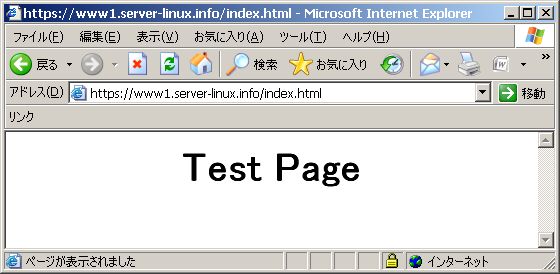 https://www1.server-linux.info/index.html - Microsoft Internet Explorer
ファイル(F) 編集(E) 表示(V) お気に入り(A) ツール(T) ヘルプ(H)
戻る 検索 お気に入り
アドレス(D) https://www1.server-linux.info/index.html 移動
リンク
Test Page
ページが表示されました インターネット